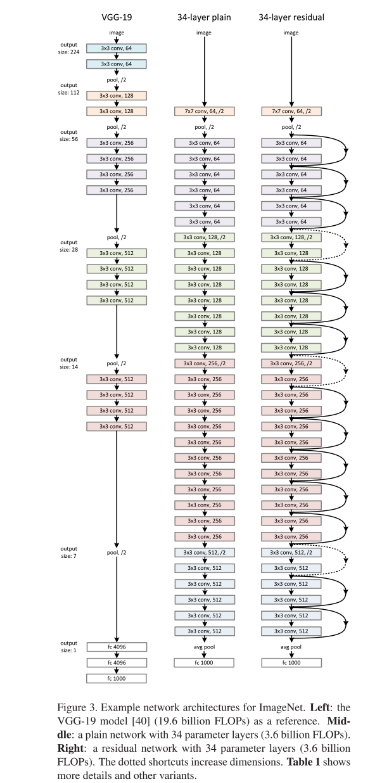 VGG-19
image
output
size: 224
3x3 conv, 64
3x3 conv, 64
output
size: 112
pool, /2
3x3 conv, 128
3x3 conv, 128
pool, /2
output
size: 56
3x3 conv, 256
3x3 conv, 256
3x3 conv, 256
3x3 conv, 256
pool, /2
output
size: 28
3x3 conv, 512
3x3 conv, 512
3x3 conv, 512
3x3 conv, 512
pool, /2
output
size: 14
3x3 conv, 512
3x3 conv, 512
3x3 conv, 512
3x3 conv, 512
output
size: 7
pool, /2
output
size: 1
fc 4096
fc 4096
fc 1000
34-layer plain
image
7x7 conv, 64, /2
pool, /2
3x3 conv, 64
3x3 conv, 64
3x3 conv, 64
3x3 conv, 64
3x3 conv, 64
3x3 conv, 64
3x3 conv, 128, /2
3x3 conv, 128
3x3 conv, 128
3x3 conv, 128
3x3 conv, 128
3x3 conv, 128
3x3 conv, 128
3x3 conv, 128
3x3 conv, 256, /2
3x3 conv, 256
3x3 conv, 256
3x3 conv, 256
3x3 conv, 256
3x3 conv, 256
3x3 conv, 256
3x3 conv, 256
3x3 conv, 256
3x3 conv, 256
3x3 conv, 256
3x3 conv, 256
3x3 conv, 512, /2
3x3 conv, 512
3x3 conv, 512
3x3 conv, 512
3x3 conv, 512
3x3 conv, 512
avg pool
fc 1000
34-layer residual
image
7x7 conv, 64, /2
pool, /2
3x3 conv, 64
3x3 conv, 64
3x3 conv, 64
3x3 conv, 64
3x3 conv, 64
3x3 conv, 64
3x3 conv, 128, /2
3x3 conv, 128
3x3 conv, 128
3x3 conv, 128
3x3 conv, 128
3x3 conv, 128
3x3 conv, 128
3x3 conv, 128
3x3 conv, 256, /2
3x3 conv, 256
3x3 conv, 256
3x3 conv, 256
3x3 conv, 256
3x3 conv, 256
3x3 conv, 256
3x3 conv, 256
3x3 conv, 256
3x3 conv, 256
3x3 conv, 256
3x3 conv, 256
3x3 conv, 512, /2
3x3 conv, 512
3x3 conv, 512
3x3 conv, 512
3x3 conv, 512
3x3 conv, 512
avg pool
fc 1000
Figure 3. Example network architectures for ImageNet. Left: the
VGG-19 model [40] (19.6 billion FLOPs) as a reference. Mid-
dle: a plain network with 34 parameter layers (3.6 billion FLOPs).
Right: a residual network with 34 parameter layers (3.6 billion
FLOPs). The dotted shortcuts increase dimensions. Table 1 shows
more details and other variants.